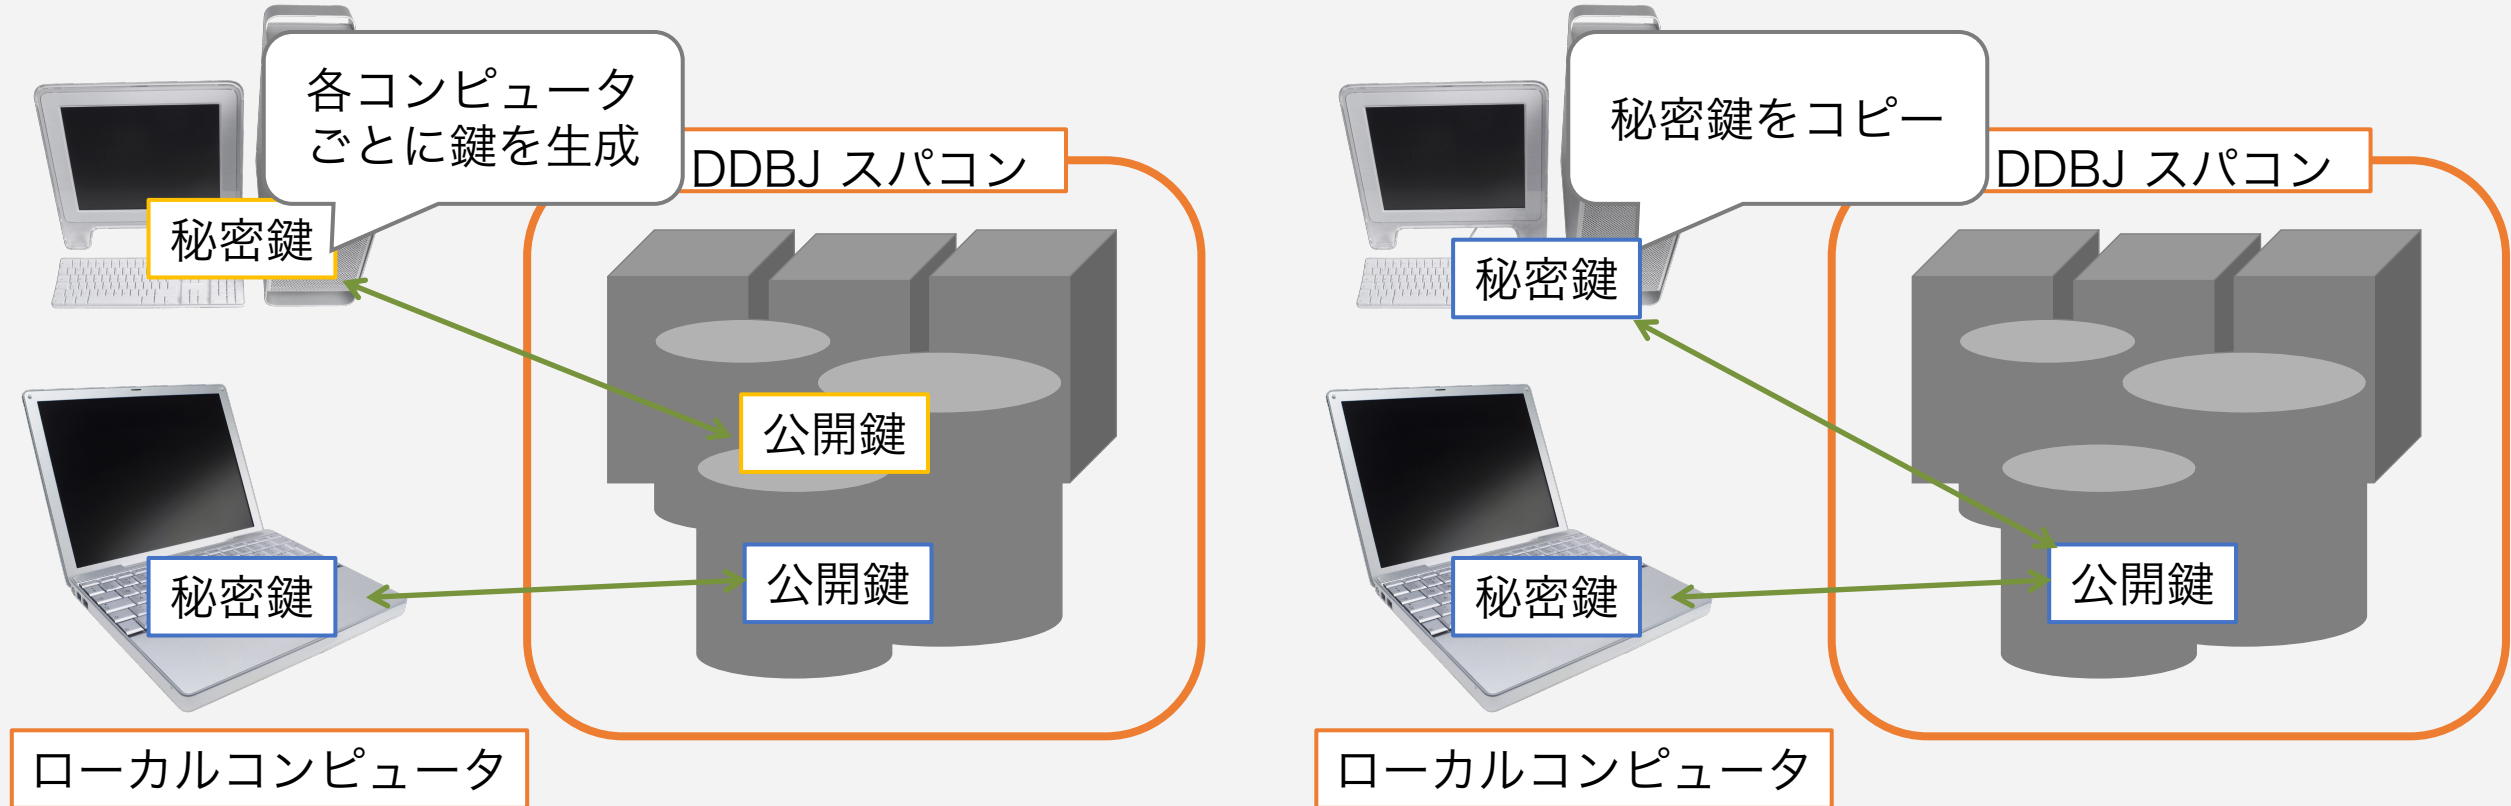 各コンピュータ
ごとに鍵を生成
DDBJ スパコン
秘密鍵
公開鍵
秘密鍵
公開鍵
ローカルコンピュータ
秘密鍵をコピー
DDBJ スパコン
秘密鍵
秘密鍵
公開鍵
ローカルコンピュータ